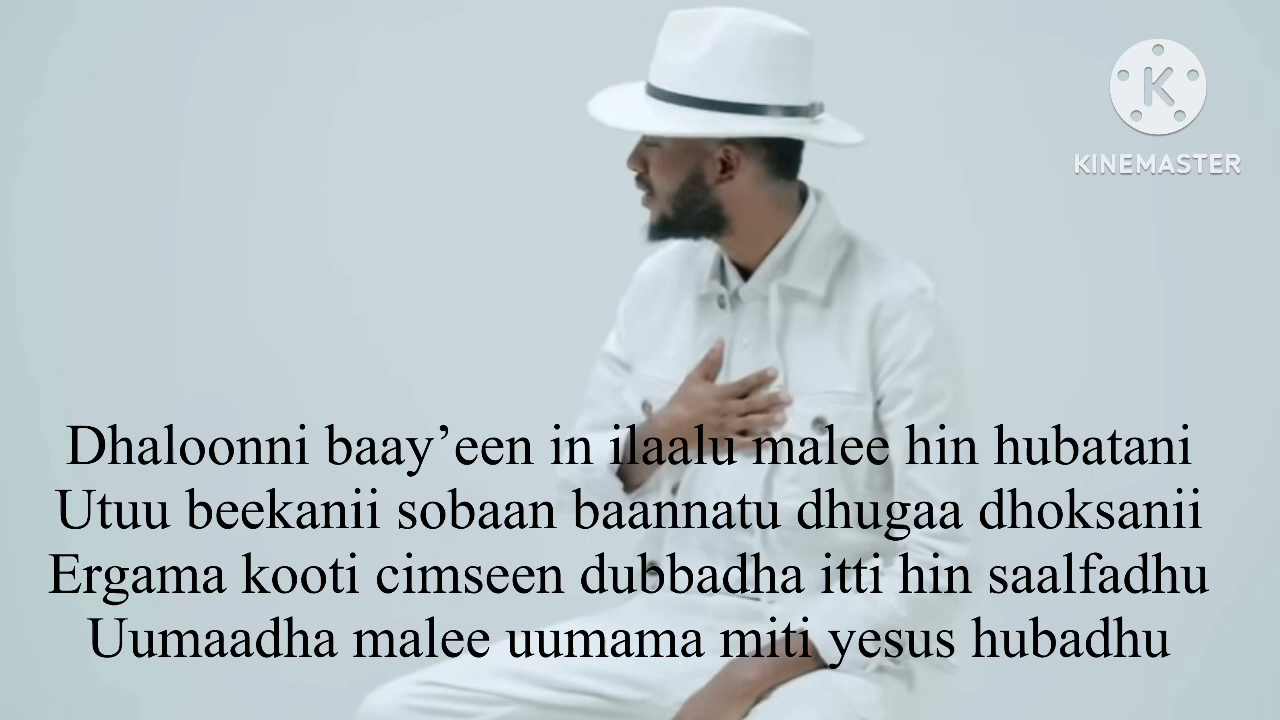 KINEMASTER
Dhaloonni baay’een in ilaalu malee hin hubatani
Utuu beekanii sobaan baannatu dhugaa dhoksanii
Ergama kooti cimseen dubbadha itti hin saalfadhu
Uumaadha malee uumama miti yesus hubadhu